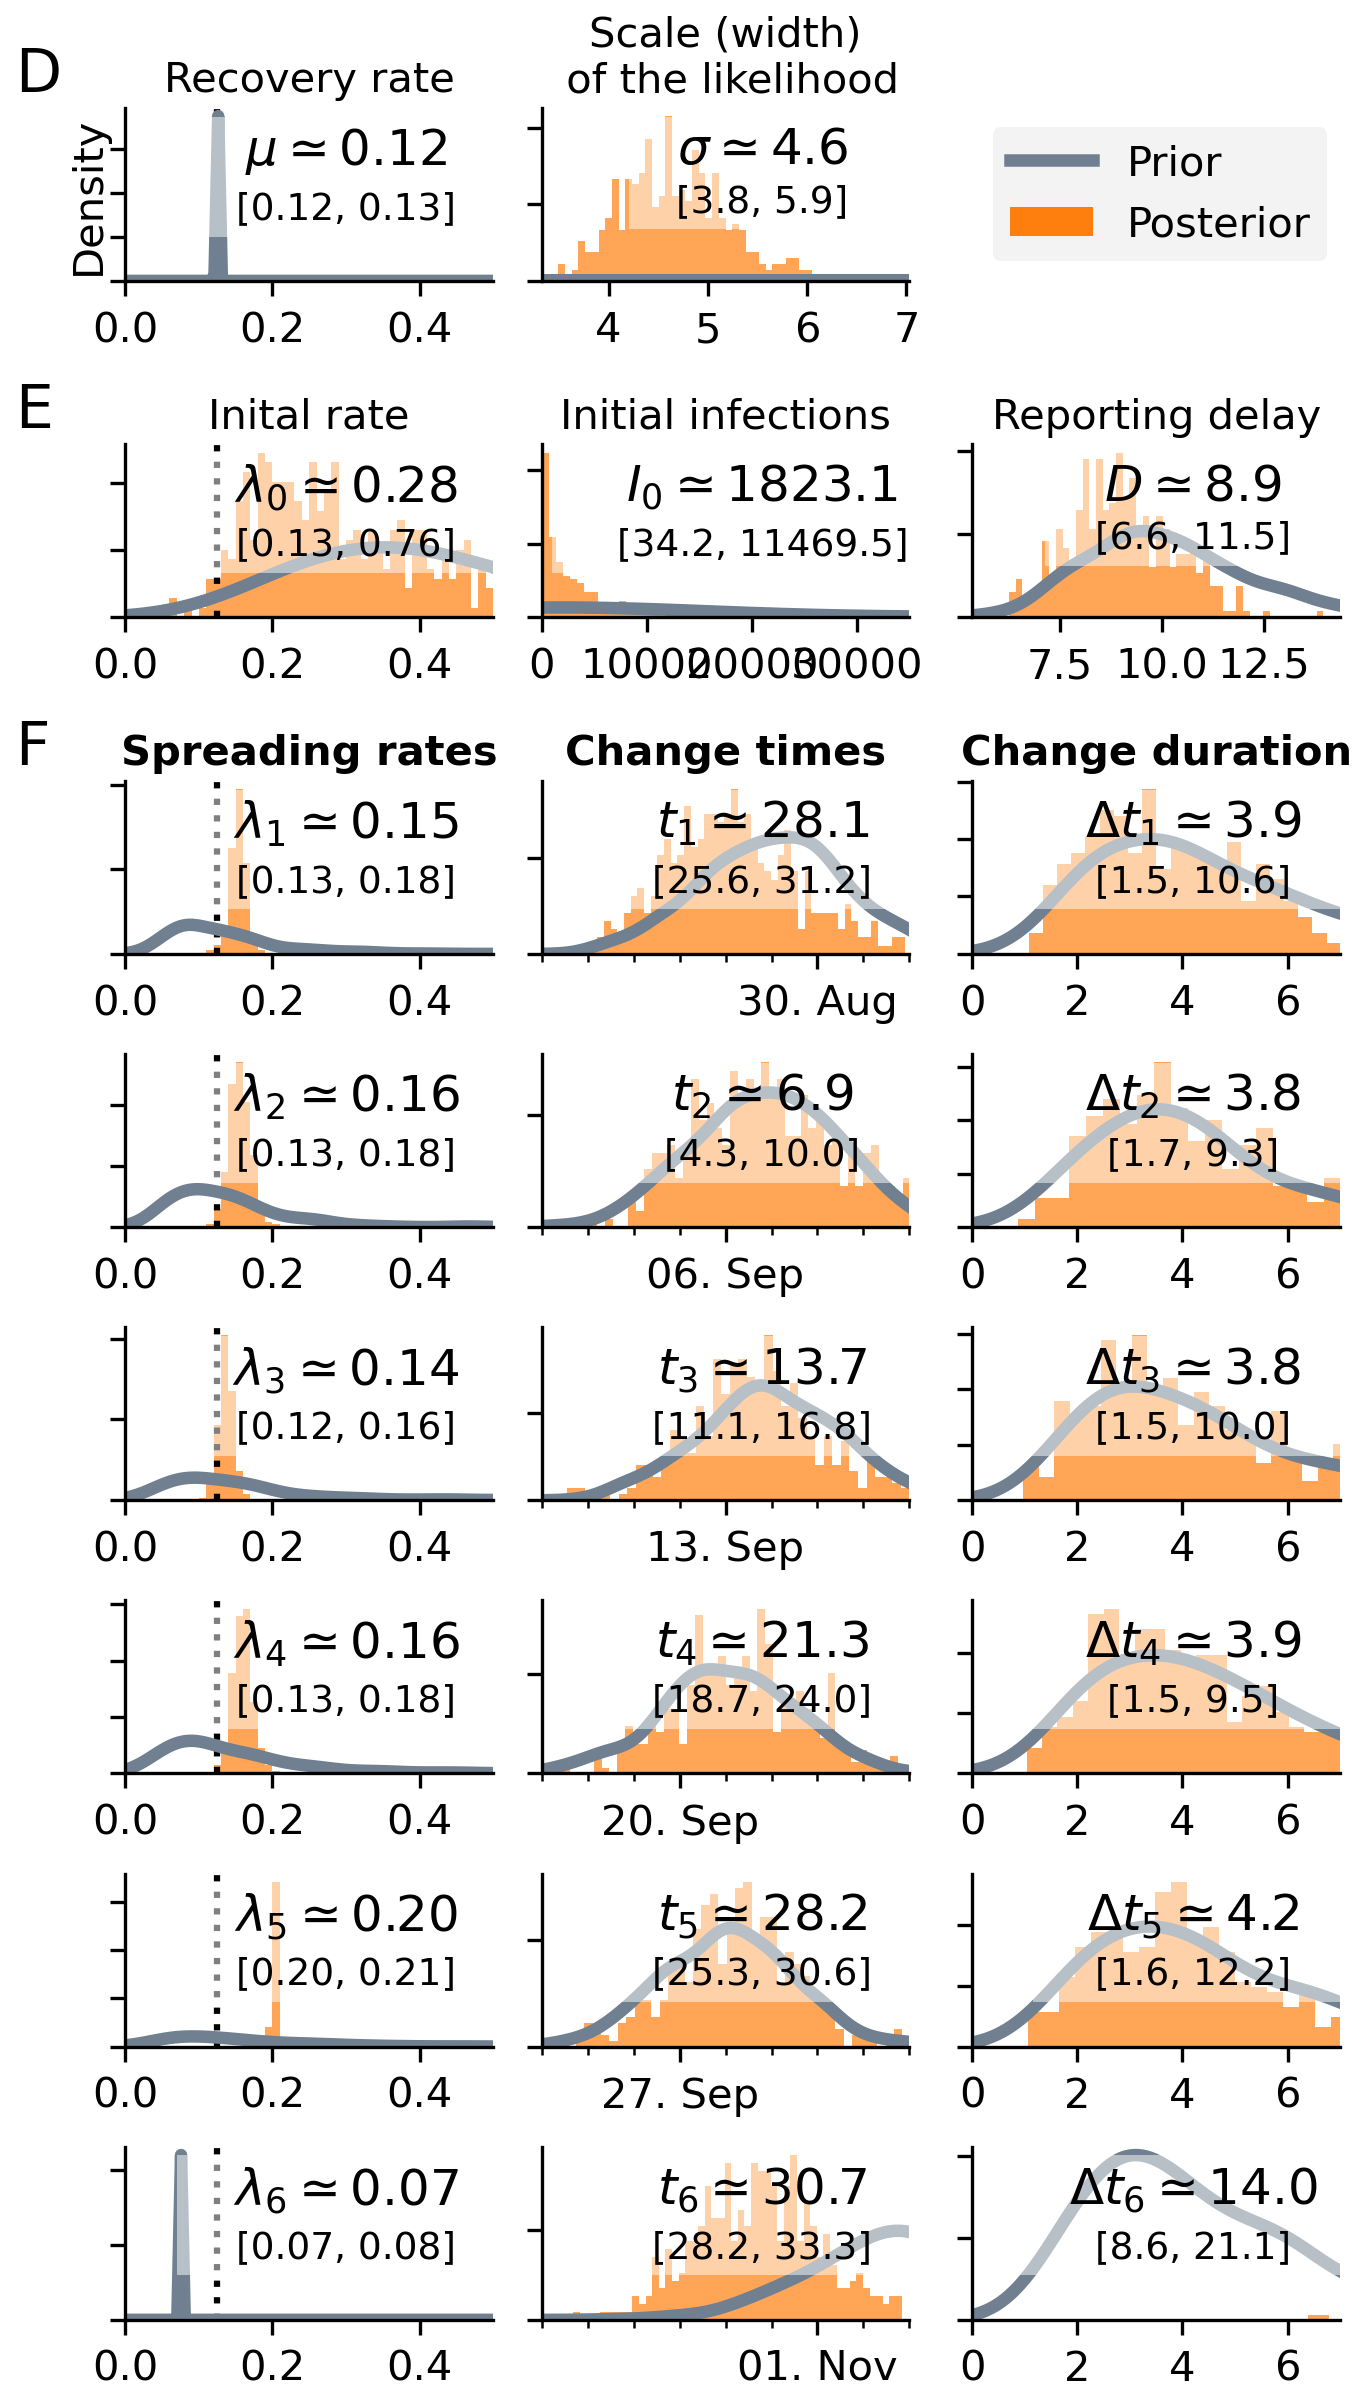 D
Recovery rate
Scale (width)
of the likelihood
Density
μ ≃ 0.12
[0.12, 0.13]
σ ≃ 4.6
[3.8, 5.9]
Prior
Posterior
0.0 0.2 0.4
4 5 6 7
E
Inital rate
Initial infections
Reporting delay
λ0 ≃ 0.28
[0.13, 0.76]
I0 ≃ 1823.1
[34.2, 11469.5]
D ≃ 8.9
[6.6, 11.5]
0.0 0.2 0.4
0 10000 20000 30000
7.5 10.0 12.5
F
Spreading rates
Change times
Change duration
λ1 ≃ 0.15
[0.13, 0.18]
t1 ≃ 28.1
[25.6, 31.2]
Δt1 ≃ 3.9
[1.5, 10.6]
0.0 0.2 0.4
30. Aug
0 2 4 6
λ2 ≃ 0.16
[0.13, 0.18]
t2 ≃ 6.9
[4.3, 10.0]
Δt2 ≃ 3.8
[1.7, 9.3]
0.0 0.2 0.4
06. Sep
0 2 4 6
λ3 ≃ 0.14
[0.12, 0.16]
t3 ≃ 13.7
[11.1, 16.8]
Δt3 ≃ 3.8
[1.5, 10.0]
0.0 0.2 0.4
13. Sep
0 2 4 6
λ4 ≃ 0.16
[0.13, 0.18]
t4 ≃ 21.3
[18.7, 24.0]
Δt4 ≃ 3.9
[1.5, 9.5]
0.0 0.2 0.4
20. Sep
0 2 4 6
λ5 ≃ 0.20
[0.20, 0.21]
t5 ≃ 28.2
[25.3, 30.6]
Δt5 ≃ 4.2
[1.6, 12.2]
0.0 0.2 0.4
27. Sep
0 2 4 6
λ6 ≃ 0.07
[0.07, 0.08]
t6 ≃ 30.7
[28.2, 33.3]
Δt6 ≃ 14.0
[8.6, 21.1]
0.0 0.2 0.4
01. Nov
0 2 4 6